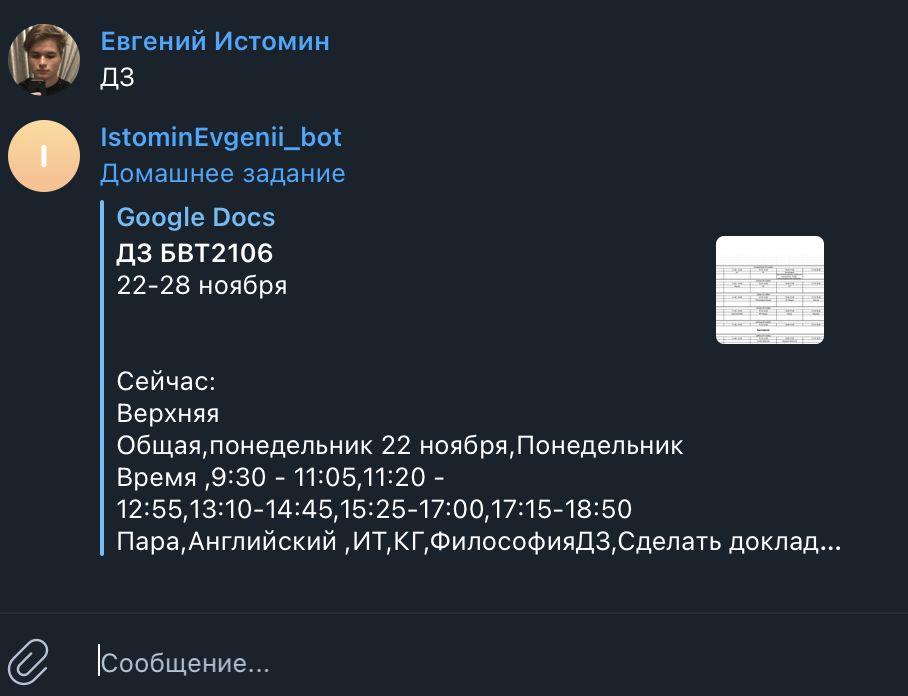 Евгений Истомин
ДЗ
I
IstominEvgenii_bot
Домашнее задание
Google Docs
ДЗ БВТ2106
22-28 ноября
Сейчас:
Верхняя
Общая,понедельник 22 ноября,Понедельник
Время ,9:30 - 11:05,11:20 -
12:55,13:10-14:45,15:25-17:00,17:15-18:50
Пара,Английский ,ИТ,КГ,ФилософияДЗ,Сделать доклад...
Сообщение...